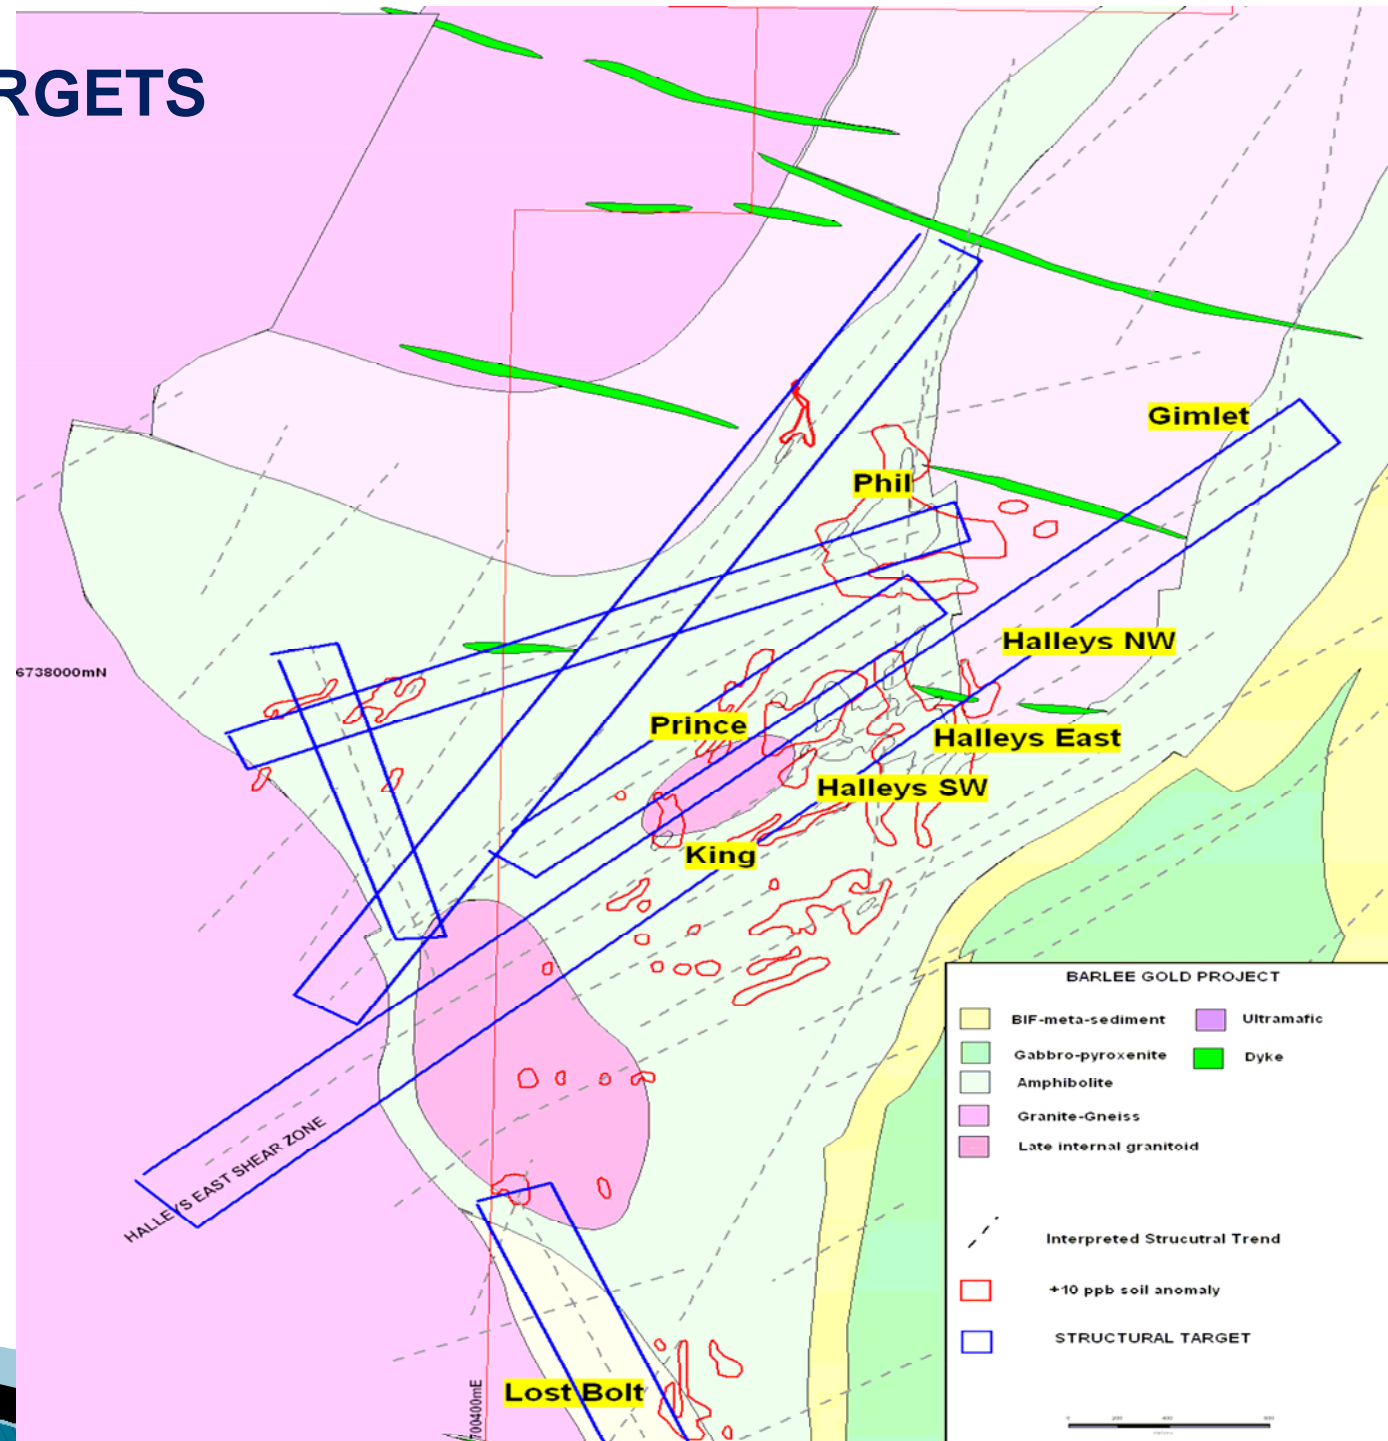 RGETS
Gimlet
Phil
Halleys NW
6738000mN
Prince
Halleys East
Halleys SW
King
BARLEE GOLD PROJECT
BIF-meta-sediment
Ultramafic
Gabbro-pyroxenite
Dyke
Amphibolite
Granite-Gneiss
Late internal granitoid
HALLEYS EAST SHEAR ZONE
Interpreted Strucutral Trend
+10 ppb soil anomaly
STRUCTURAL TARGET
Lost Bolt
700400mE